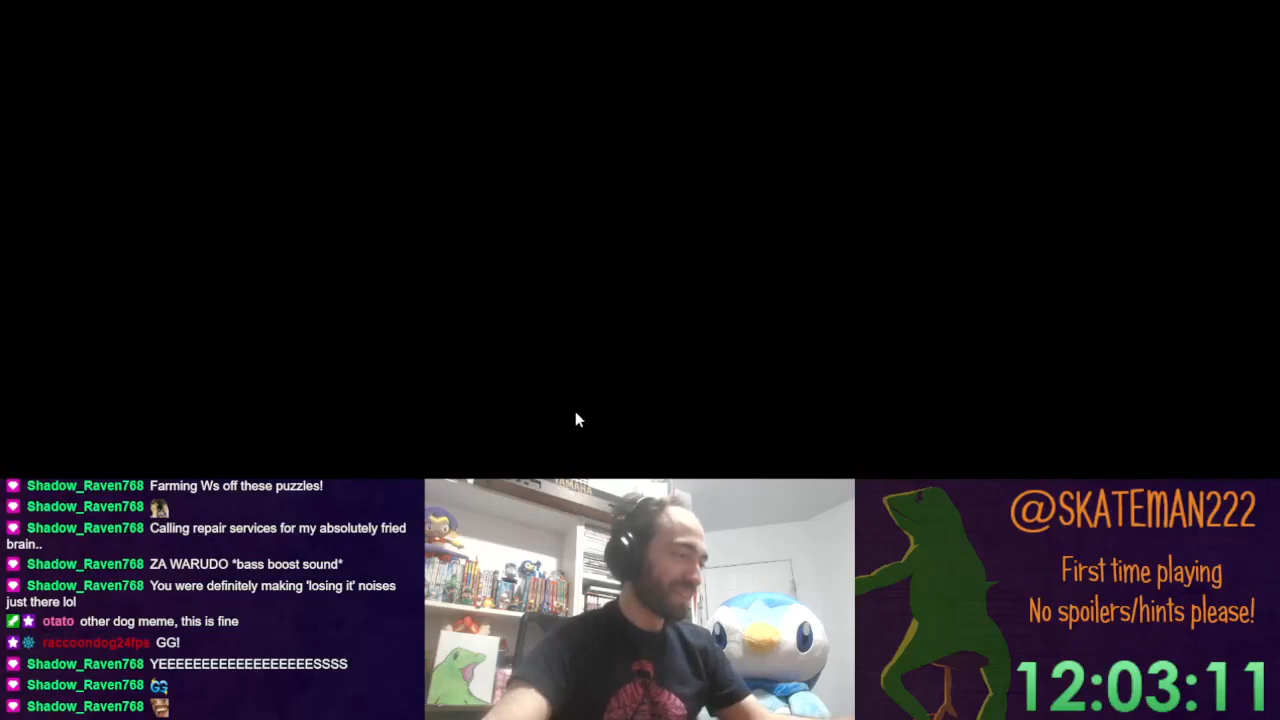 Shadow_Raven768 Farming Ws off these puzzles!
Shadow_Raven768
Shadow_Raven768 Calling repair services for my absolutely fried
brain..
Shadow_Raven768 ZA WARUDO *bass boost sound*
Shadow_Raven768 You were definitely making 'losing it' noises
just there lol
otato other dog meme, this is fine
raccoondog24fps GG!
Shadow_Raven768 YEEEEEEEEEEEEEEEEEESSSS
Shadow_Raven768
Shadow_Raven768
YAMAHA
@SKATEMAN222
First time playing
No spoilers/hints please!
12:03:11